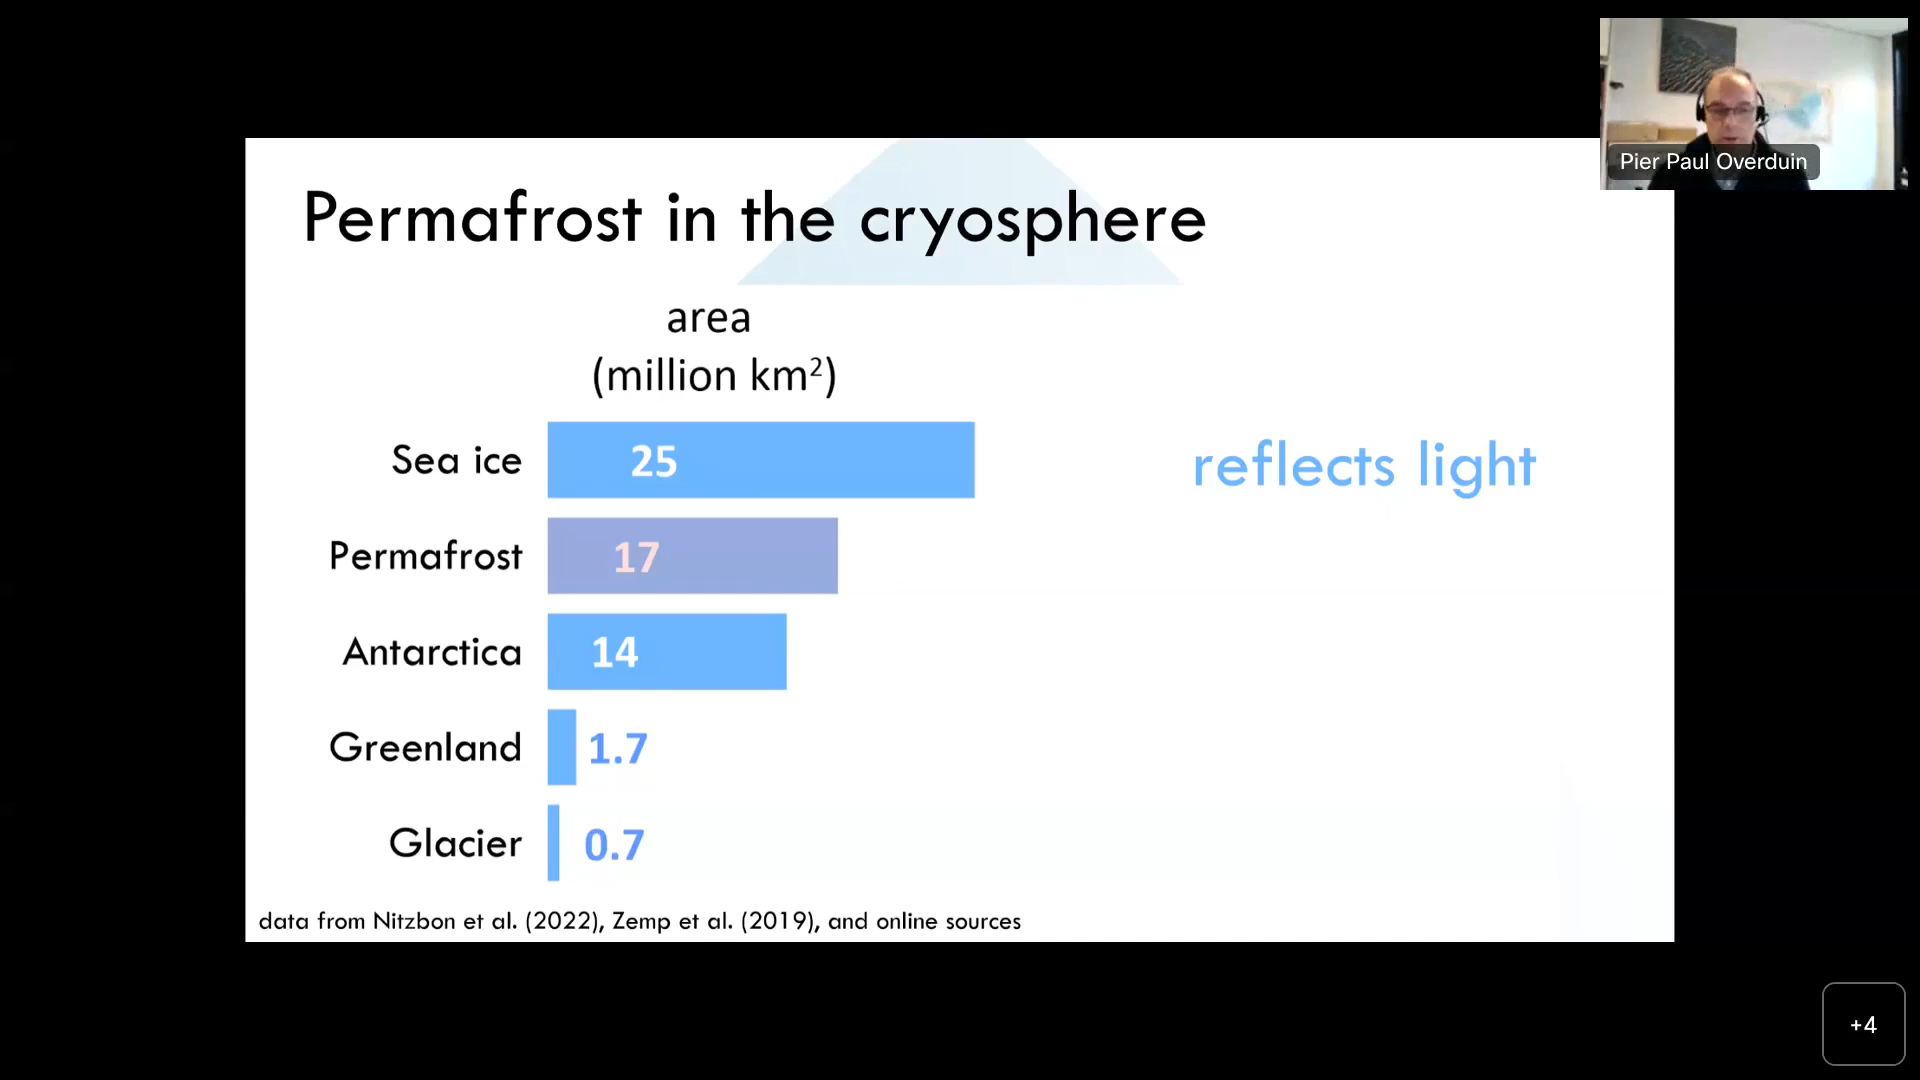 Pier Paul Overduin
Permafrost in the cryosphere
area
(million km²)
Sea ice 25 reflects light
Permafrost 17
Antarctica 14
Greenland 1.7
Glacier 0.7
data from Nitzbon et al. (2022), Zemp et al. (2019), and online sources
+4